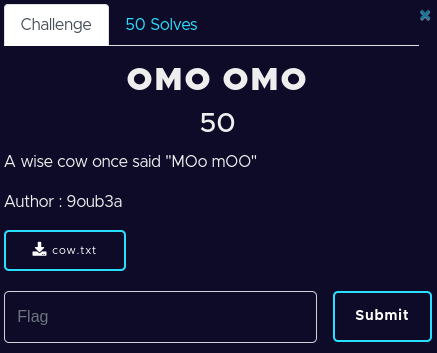 Challenge
50 Solves
OMO OMO
50
A wise cow once said "MOo mOO"
Author : 9oub3a
cow.txt
Flag
Submit